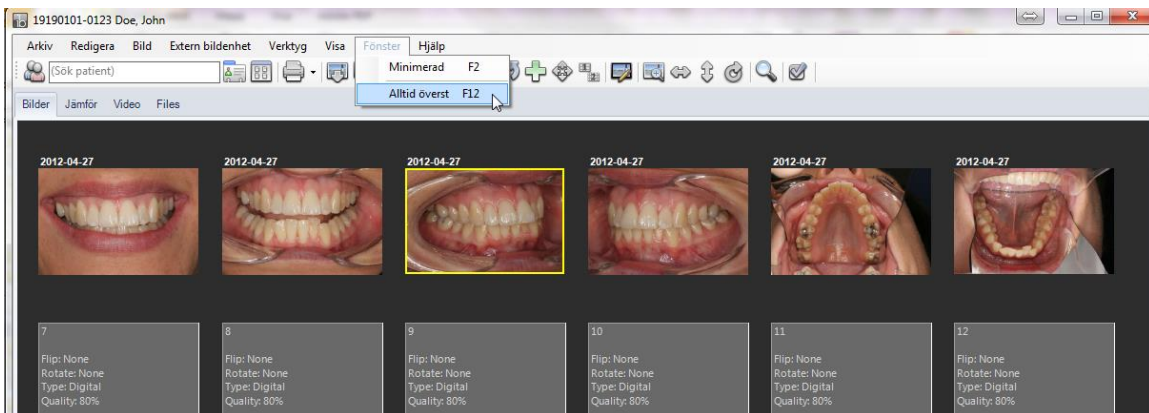 19190101-0123 Doe, John
Arkiv Redigera Bild Extern bildenhet Verktyg Visa Fönster Hjälp
Minimerad F2
Alltid överst F12
(Sök patient)
Bilder Jämför Video Files
2012-04-27 2012-04-27 2012-04-27 2012-04-27 2012-04-27 2012-04-27
7 8 9 10 11 12
Flip: None Flip: None Flip: None Flip: None Flip: None Flip: None
Rotate: None Rotate: None Rotate: None Rotate: None Rotate: None Rotate: None
Type: Digital Type: Digital Type: Digital Type: Digital Type: Digital Type: Digital
Quality: 80% Quality: 80% Quality: 80% Quality: 80% Quality: 80% Quality: 80%